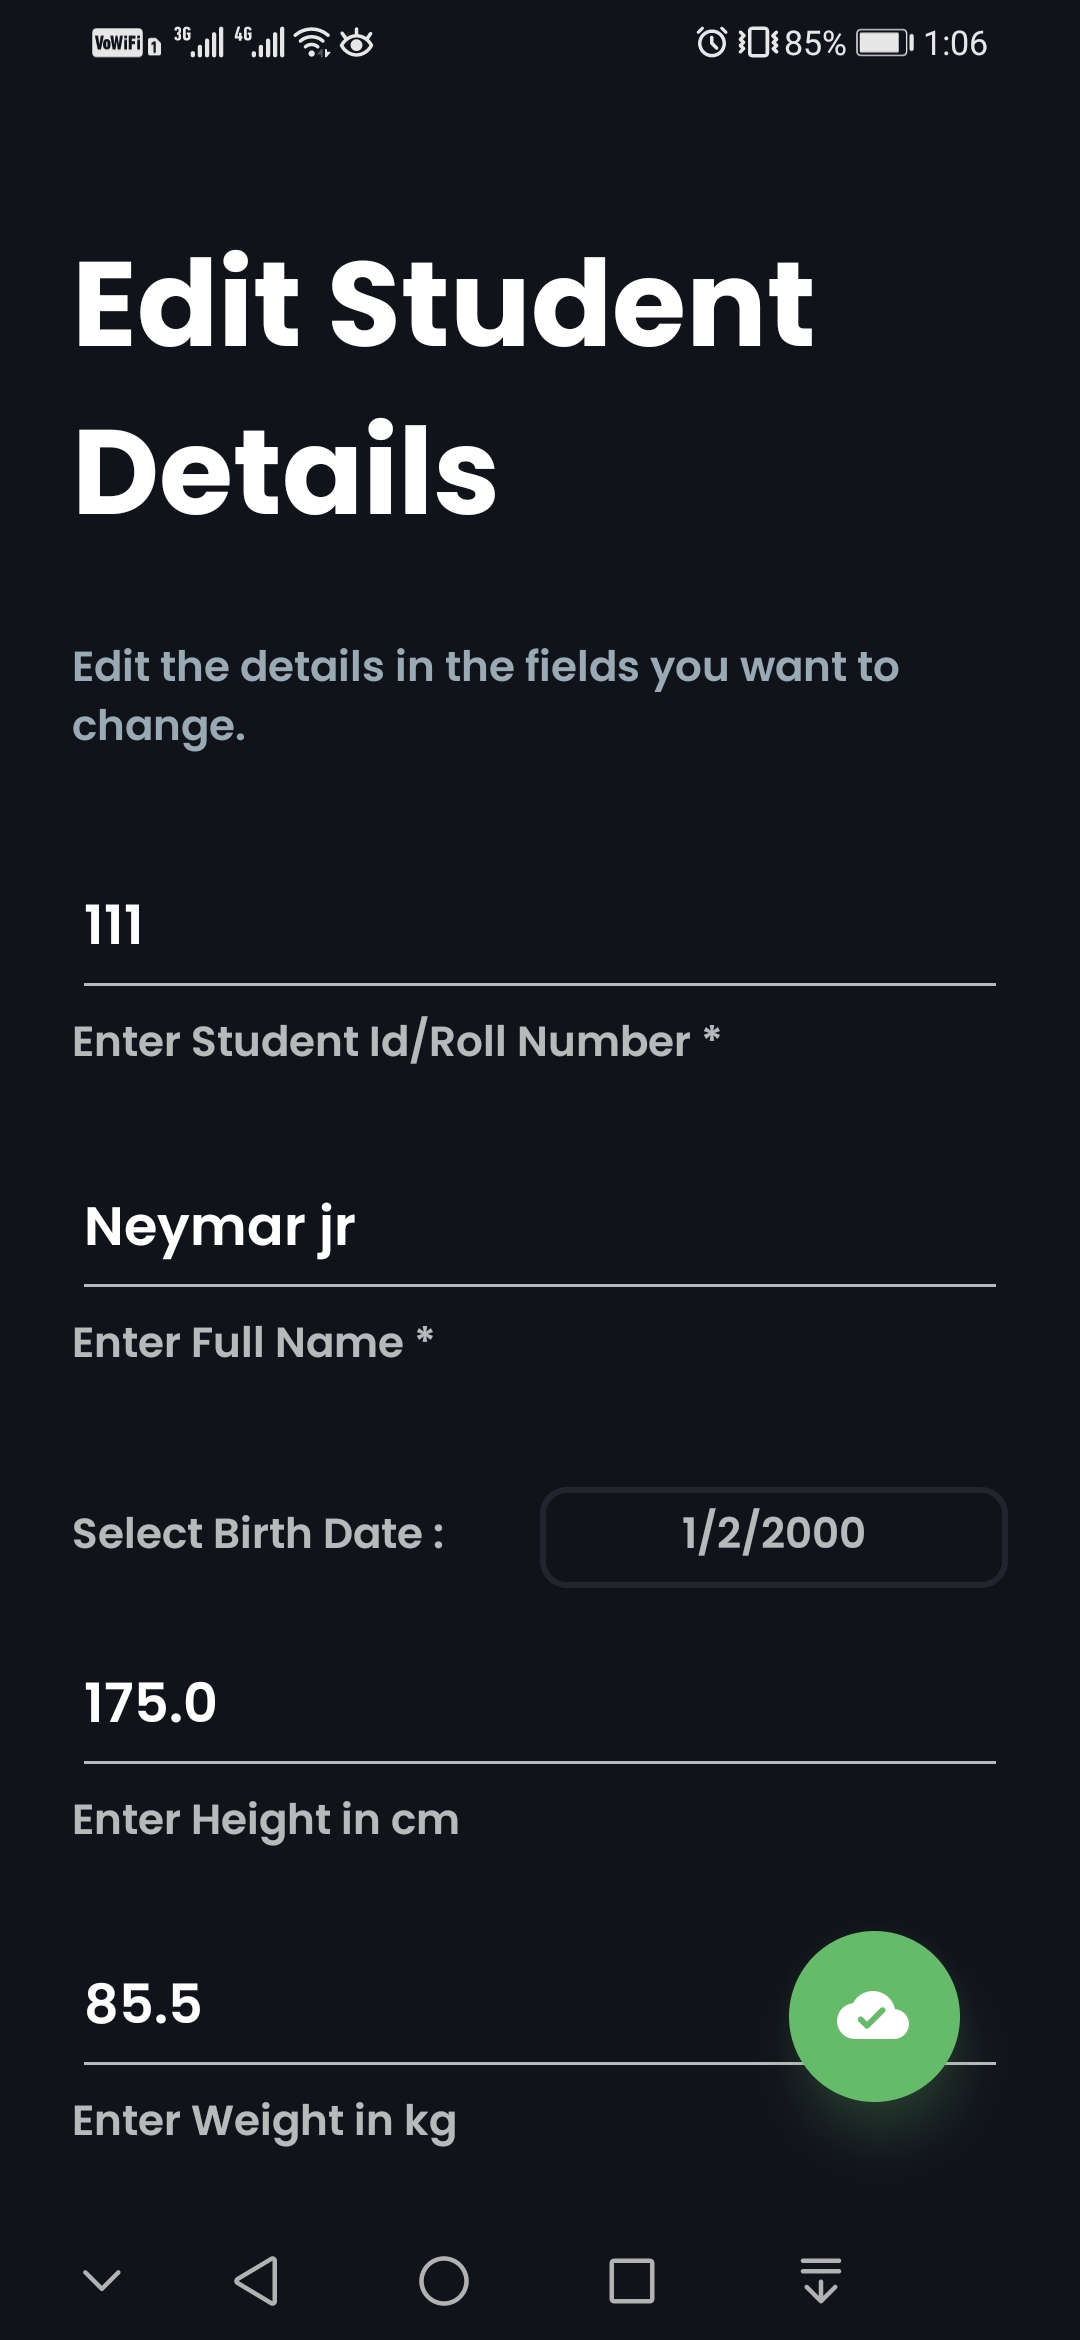 VoWiFi 1 3G 4G 85% 1:06
Edit Student
Details
Edit the details in the fields you want to
change.
111
Enter Student Id/Roll Number *
Neymar jr
Enter Full Name *
Select Birth Date : 1/2/2000
175.0
Enter Height in cm
85.5
Enter Weight in kg